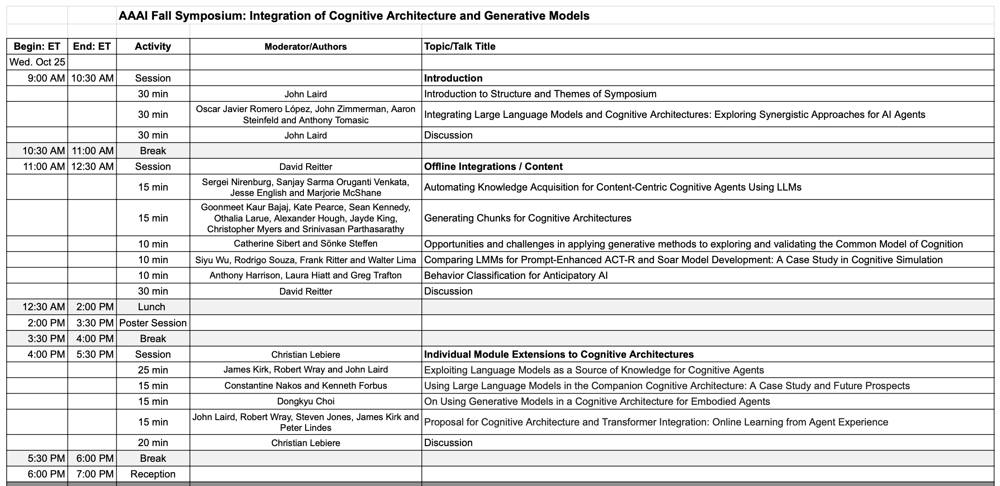 AAAI Fall Symposium: Integration of Cognitive Architecture and Generative Models
Begin: ET End: ET Activity Moderator/Authors Topic/Talk Title
Wed. Oct 25
9:00 AM 10:30 AM Session Introduction
30 min John Laird Introduction to Structure and Themes of Symposium
30 min Oscar Javier Romero López, John Zimmerman, Aaron
Steinfeld and Anthony Tomasic Integrating Large Language Models and Cognitive Architectures: Exploring Synergistic Approaches for AI Agents
30 min John Laird Discussion
10:30 AM 11:00 AM Break
11:00 AM 12:30 AM Session David Reitter Offline Integrations / Content
15 min Sergei Nirenburg, Sanjay Sarma Oruganti Venkata,
Jesse English and Marjorie McShane Automating Knowledge Acquisition for Content-Centric Cognitive Agents Using LLMs
15 min Goonmeet Kaur Bajaj, Kate Pearce, Sean Kennedy,
Othalia Larue, Alexander Hough, Jayde King,
Christopher Myers and Srinivasan Parthasarathy Generating Chunks for Cognitive Architectures
10 min Catherine Sibert and Sönke Steffen Opportunities and challenges in applying generative methods to exploring and validating the Common Model of Cognition
10 min Siyu Wu, Rodrigo Souza, Frank Ritter and Walter Lima Comparing LMMs for Prompt-Enhanced ACT-R and Soar Model Development: A Case Study in Cognitive Simulation
10 min Anthony Harrison, Laura Hiatt and Greg Trafton Behavior Classification for Anticipatory AI
30 min David Reitter Discussion
12:30 AM 2:00 PM Lunch
2:00 PM 3:30 PM Poster Session
3:30 PM 4:00 PM Break
4:00 PM 5:30 PM Session Christian Lebiere Individual Module Extensions to Cognitive Architectures
25 min James Kirk, Robert Wray and John Laird Exploiting Language Models as a Source of Knowledge for Cognitive Agents
15 min Constantine Nakos and Kenneth Forbus Using Large Language Models in the Companion Cognitive Architecture: A Case Study and Future Prospects
15 min Dongkyu Choi On Using Generative Models in a Cognitive Architecture for Embodied Agents
15 min John Laird, Robert Wray, Steven Jones, James Kirk and
Peter Lindes Proposal for Cognitive Architecture and Transformer Integration: Online Learning from Agent Experience
20 min Christian Lebiere Discussion
5:30 PM 6:00 PM Break
6:00 PM 7:00 PM Reception